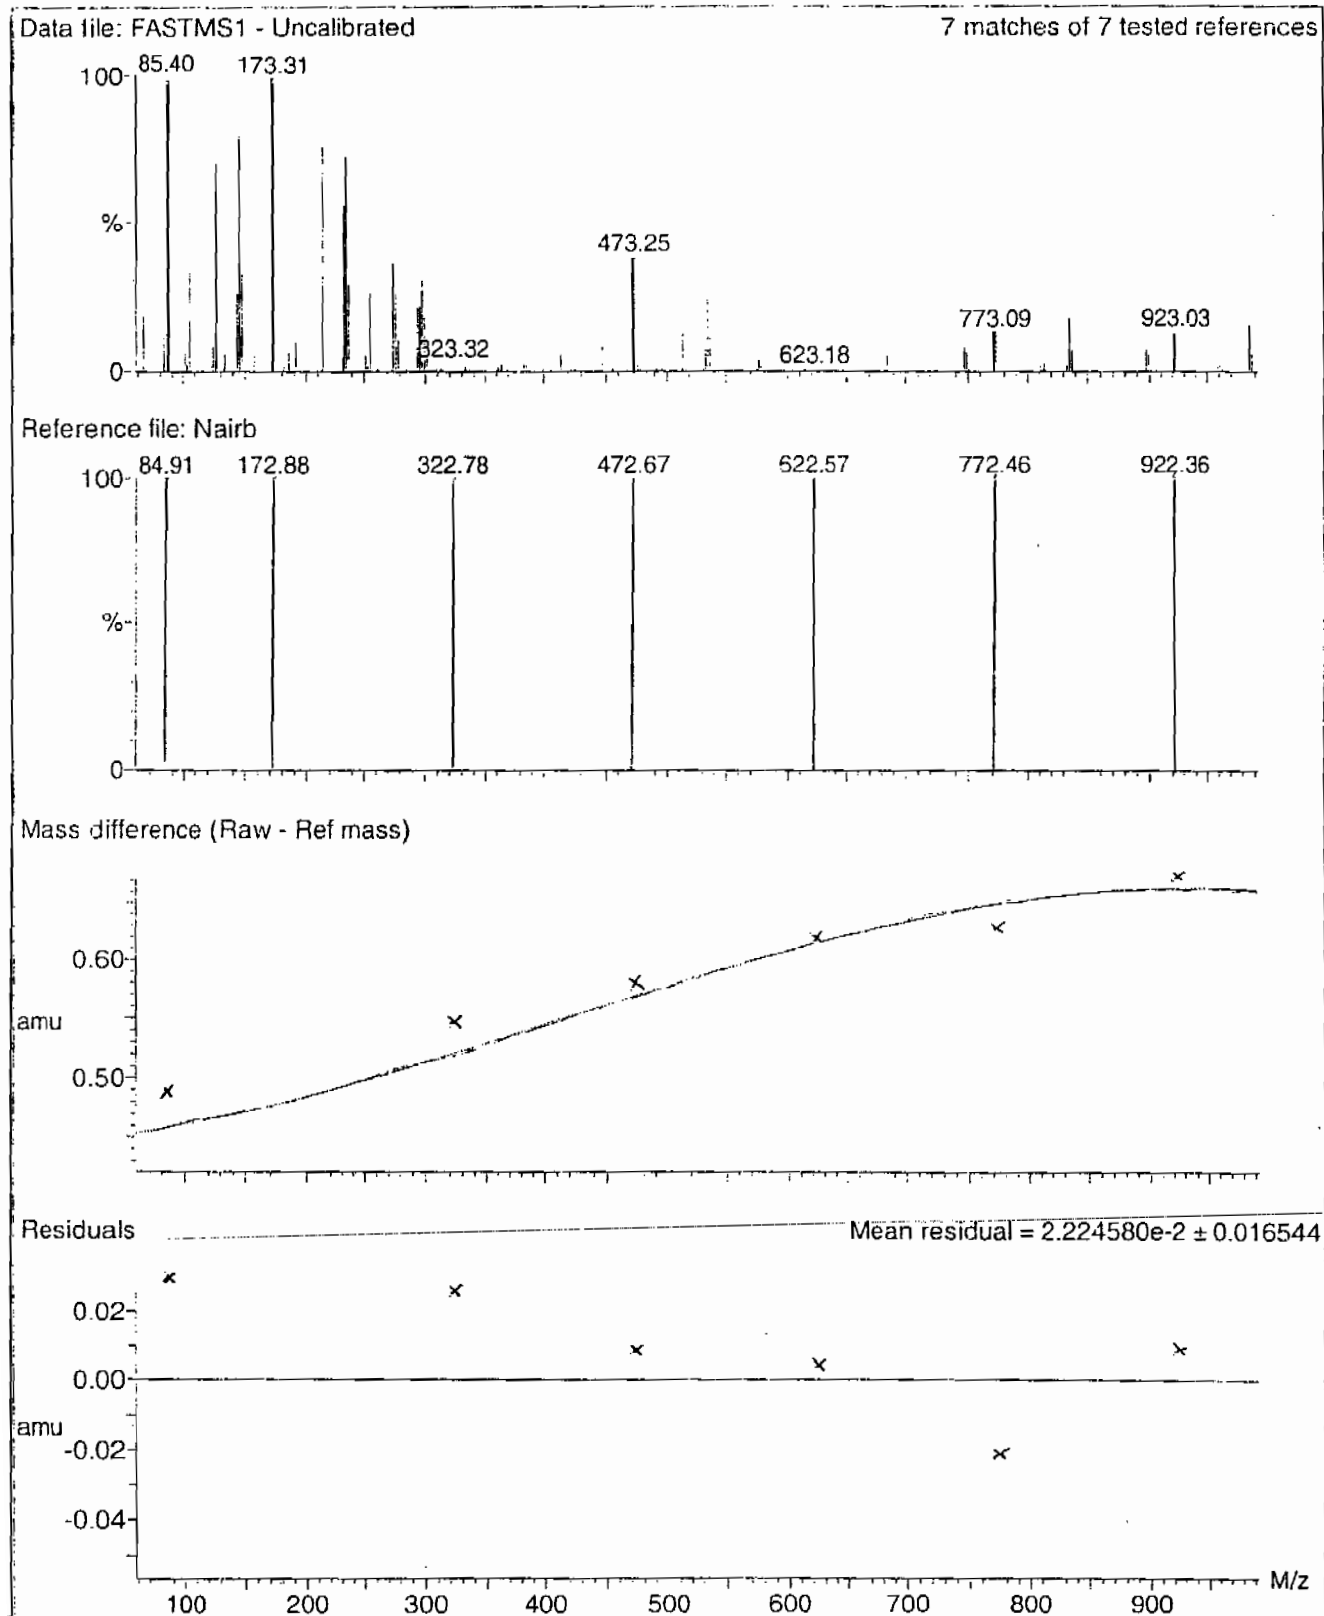 Data file: FASTMS1 - Uncalibrated 7 matches of 7 tested references
85.40 173.31
100
%
473.25
773.09 923.03
323.32 623.18
0
Reference file: Nairb
84.91 172.88 322.78 472.67 622.57 772.46 922.36
100
%
0
Mass difference (Raw - Ref mass)
0.60
amu
0.50
Residuals Mean residual = 2.224580e-2 ± 0.016544
0.02
0.00
amu
-0.02
-0.04
M/z
100 200 300 400 500 600 700 800 900